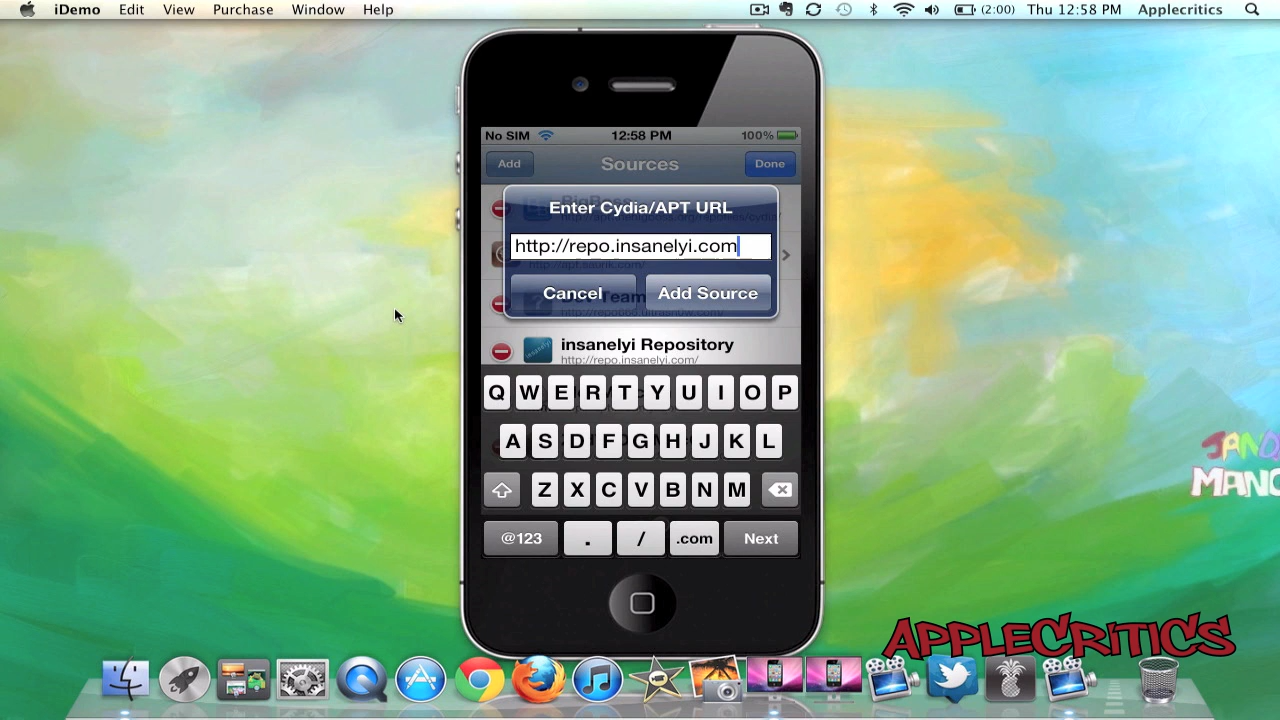 iDemo Edit View Purchase Window Help (2:00) Thu 12:58 PM Applecritics
No SIM 12:58 PM 100%
Add Sources Done
Enter Cydia/APT URL
http://repo.insanelyi.com
Cancel Add Source
insanelyi Repository
http://repo.insanelyi.com/
Q W E R T Y U I O P
A S D F G H J K L
Z X C V B N M
@123 . / .com Next
APPLECRITICS